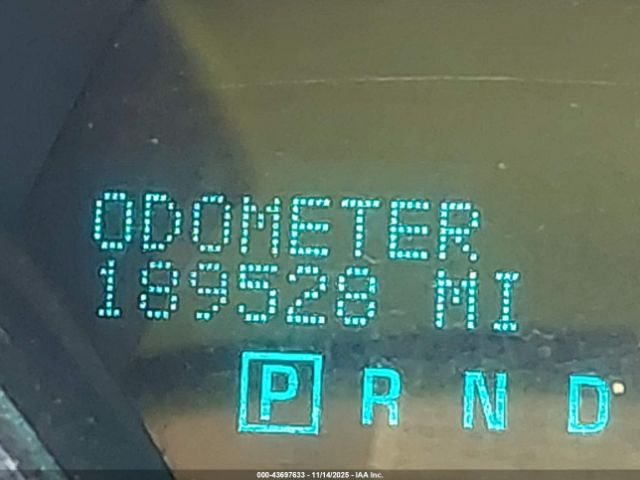 ODOMETER
189528 MI
P R N D
000-43697633 - 11/14/2025 - IAA Inc.